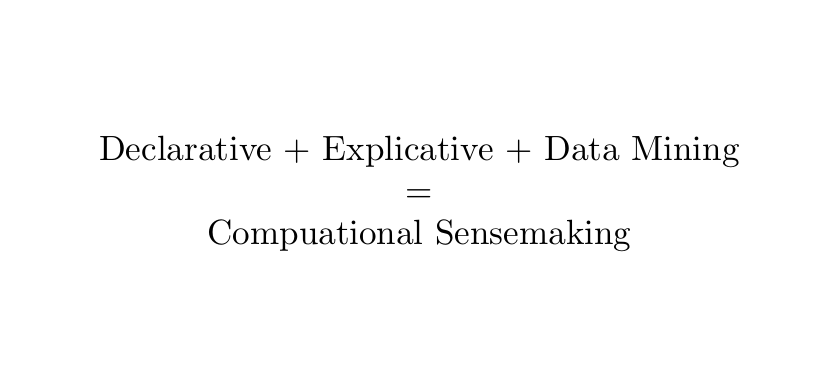 Declarative + Explicative + Data Mining
=
Compuational Sensemaking